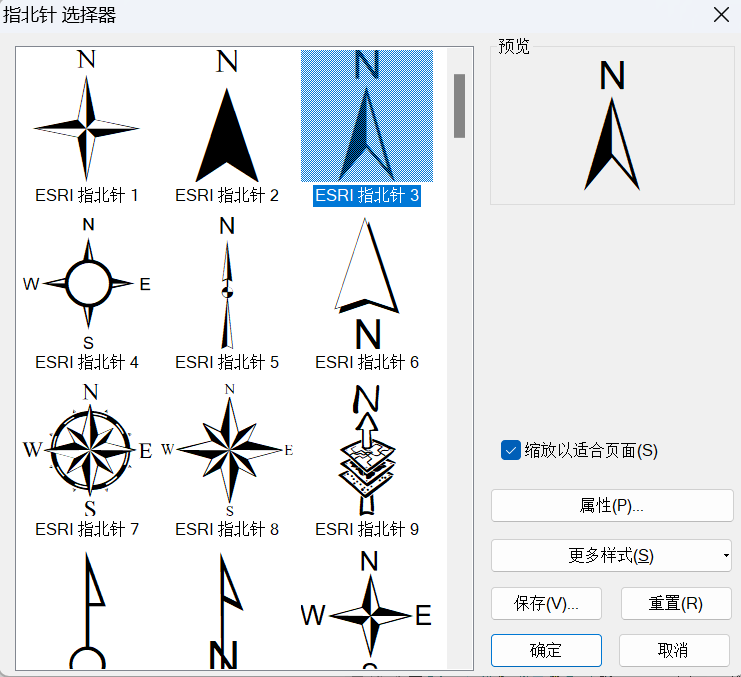 指北针 选择器
预览
N
N
N
N
ESRI 指北针 1
ESRI 指北针 2
ESRI 指北针 3
N
W
E
S
N
N
ESRI 指北针 4
ESRI 指北针 5
ESRI 指北针 6
N
W
E
S
N
W
E
S
N
ESRI 指北针 7
ESRI 指北针 8
ESRI 指北针 9
N
N
W
E
S
缩放以适合页面(S)
属性(P)...
更多样式(S)
保存(V)...
重置(R)
确定
取消